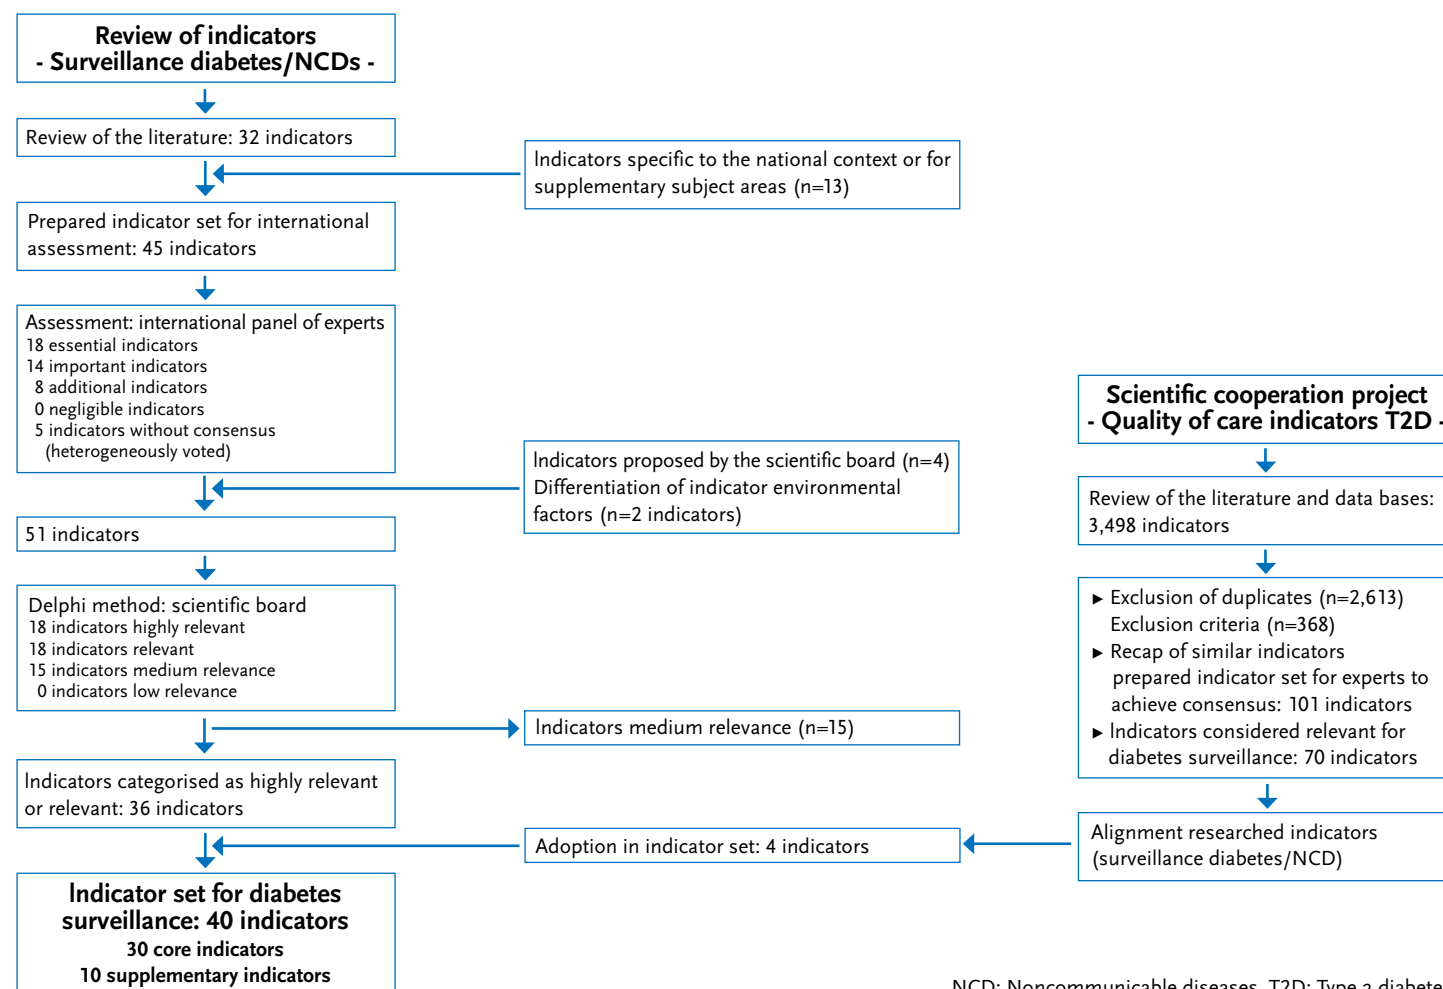 Review of indicators
- Surveillance diabetes/NCDs -
Review of the literature: 32 indicators
Indicators specific to the national context or for
supplementary subject areas (n=13)
Prepared indicator set for international
assessment: 45 indicators
Assessment: international panel of experts
18 essential indicators
14 important indicators
8 additional indicators
0 negligible indicators
5 indicators without consensus
(heterogeneously voted)
Indicators proposed by the scientific board (n=4)
Differentiation of indicator environmental
factors (n=2 indicators)
51 indicators
Delphi method: scientific board
18 indicators highly relevant
18 indicators relevant
15 indicators medium relevance
0 indicators low relevance
Indicators medium relevance (n=15)
Indicators categorised as highly relevant
or relevant: 36 indicators
Scientific cooperation project
- Quality of care indicators T2D -
Review of the literature and data bases:
3,498 indicators
► Exclusion of duplicates (n=2,613)
Exclusion criteria (n=368)
► Recap of similar indicators
prepared indicator set for experts to
achieve consensus: 101 indicators
► Indicators considered relevant for
diabetes surveillance: 70 indicators
Alignment researched indicators
(surveillance diabetes/NCD)
Adoption in indicator set: 4 indicators
Indicator set for diabetes
surveillance: 40 indicators
30 core indicators
10 supplementary indicators
NCD: Noncommunicable diseases, T2D: Type 2 diabete